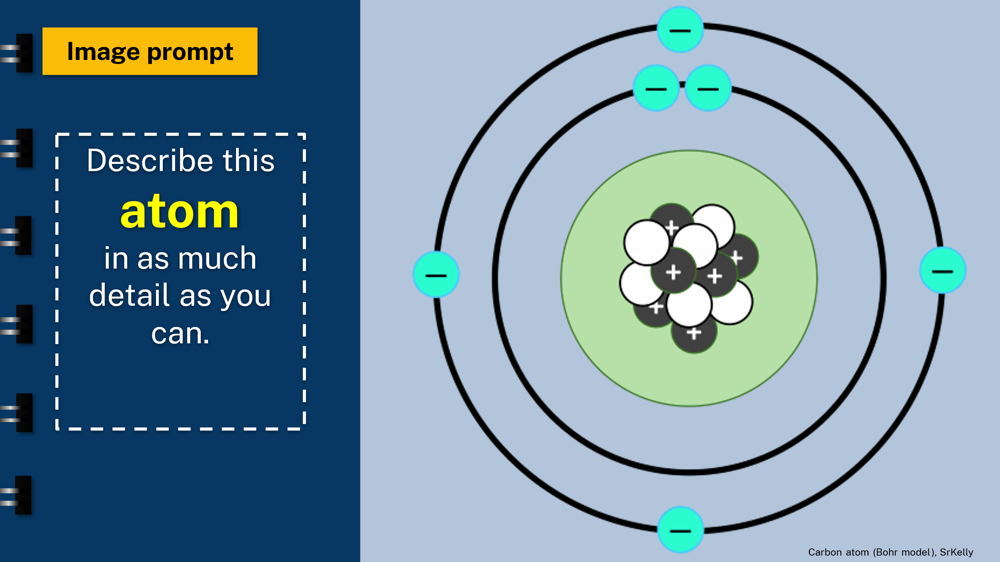 Image prompt
Describe this
atom
in as much
detail as you
can.
−
− −
+
+
+ +
− −
+
+
−
Carbon atom (Bohr model), SrKelly